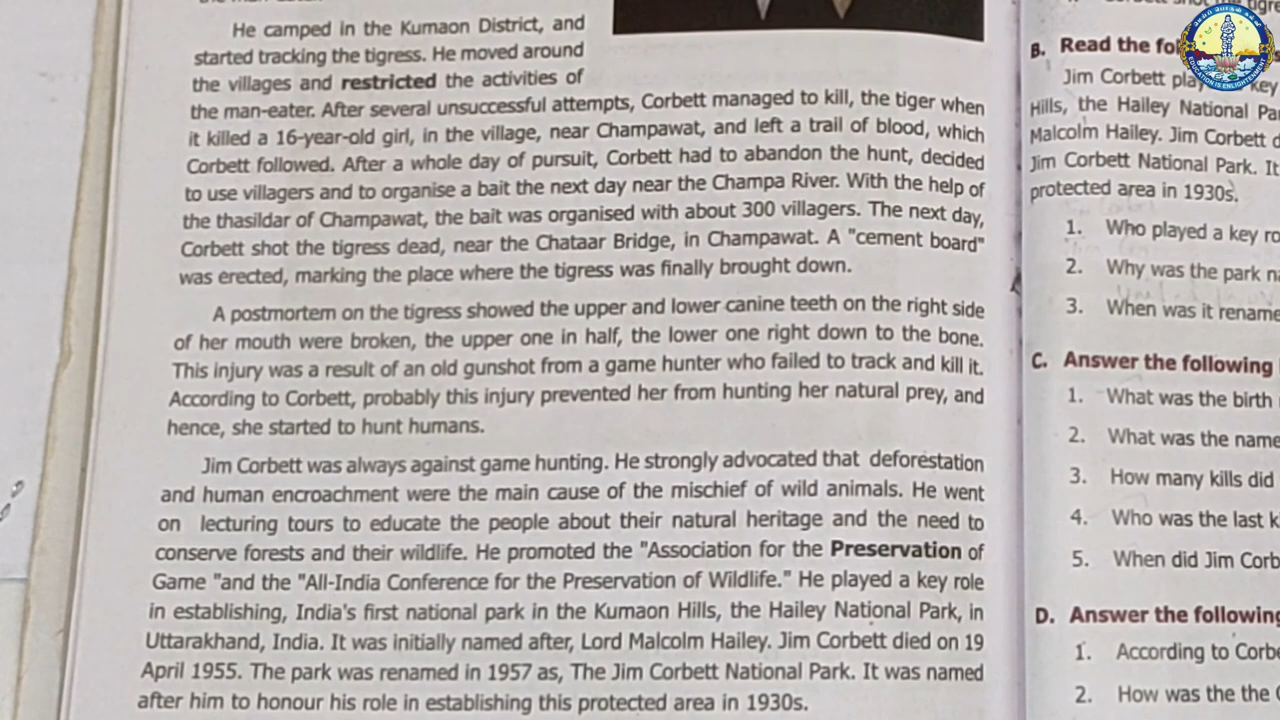 He camped in the Kumaon District, and
started tracking the tigress. He moved around
the villages and restricted the activities of
the man-eater. After several unsuccessful attempts, Corbett managed to kill, the tiger when
it killed a 16-year-old girl, in the village, near Champawat, and left a trail of blood, which
Corbett followed. After a whole day of pursuit, Corbett had to abandon the hunt, decided
to use villagers and to organise a bait the next day near the Champa River. With the help of
the thasildar of Champawat, the bait was organised with about 300 villagers. The next day,
Corbett shot the tigress dead, near the Chataar Bridge, in Champawat. A "cement board"
was erected, marking the place where the tigress was finally brought down.
A postmortem on the tigress showed the upper and lower canine teeth on the right side
of her mouth were broken, the upper one in half, the lower one right down to the bone.
This injury was a result of an old gunshot from a game hunter who failed to track and kill it.
According to Corbett, probably this injury prevented her from hunting her natural prey, and
hence, she started to hunt humans.
Jim Corbett was always against game hunting. He strongly advocated that deforestation
and human encroachment were the main cause of the mischief of wild animals. He went
on lecturing tours to educate the people about their natural heritage and the need to
conserve forests and their wildlife. He promoted the "Association for the Preservation of
Game "and the "All-India Conference for the Preservation of Wildlife." He played a key role
in establishing, India's first national park in the Kumaon Hills, the Hailey National Park, in
Uttarakhand, India. It was initially named after, Lord Malcolm Hailey. Jim Corbett died on 19
April 1955. The park was renamed in 1957 as, The Jim Corbett National Park. It was named
after him to honour his role in establishing this protected area in 1930s.
B. Read the
Jim Corbett key
Hills, the Hailey National
Malcolm Hailey. Jim Corbett
Jim Corbett National Park. It
protected area in 1930s.
1. Who played a key
2. Why was the park
3. When was it
C. Answer the following
1. What was the birth
2. What was the name
3. How many kills did
4. Who was the last
5. When did Jim
D. Answer the following
1. According to
2. How was the the
EDUCATION IS ENLIGHTENMENT